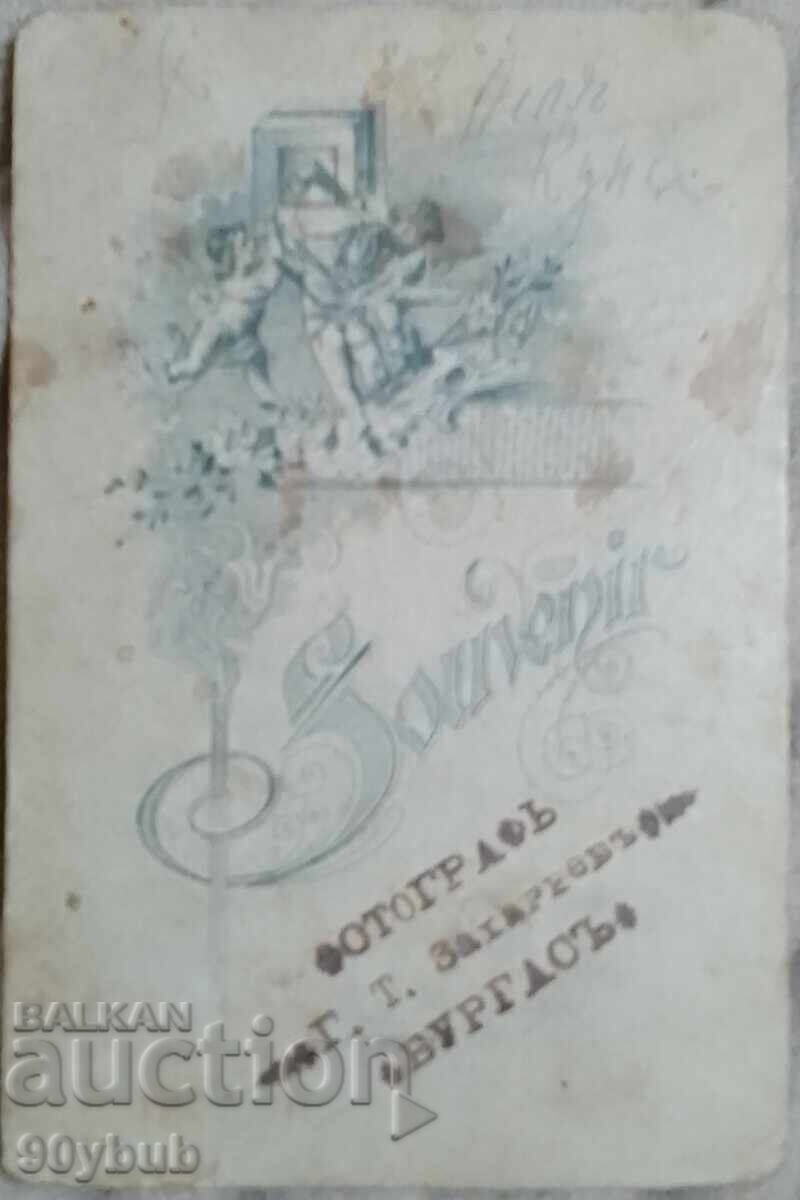 Souvenir
ФОТОГРАФЪ
Г. Т. Захариевъ
БУРГАСЪ
BALKAN
auction
90ybub